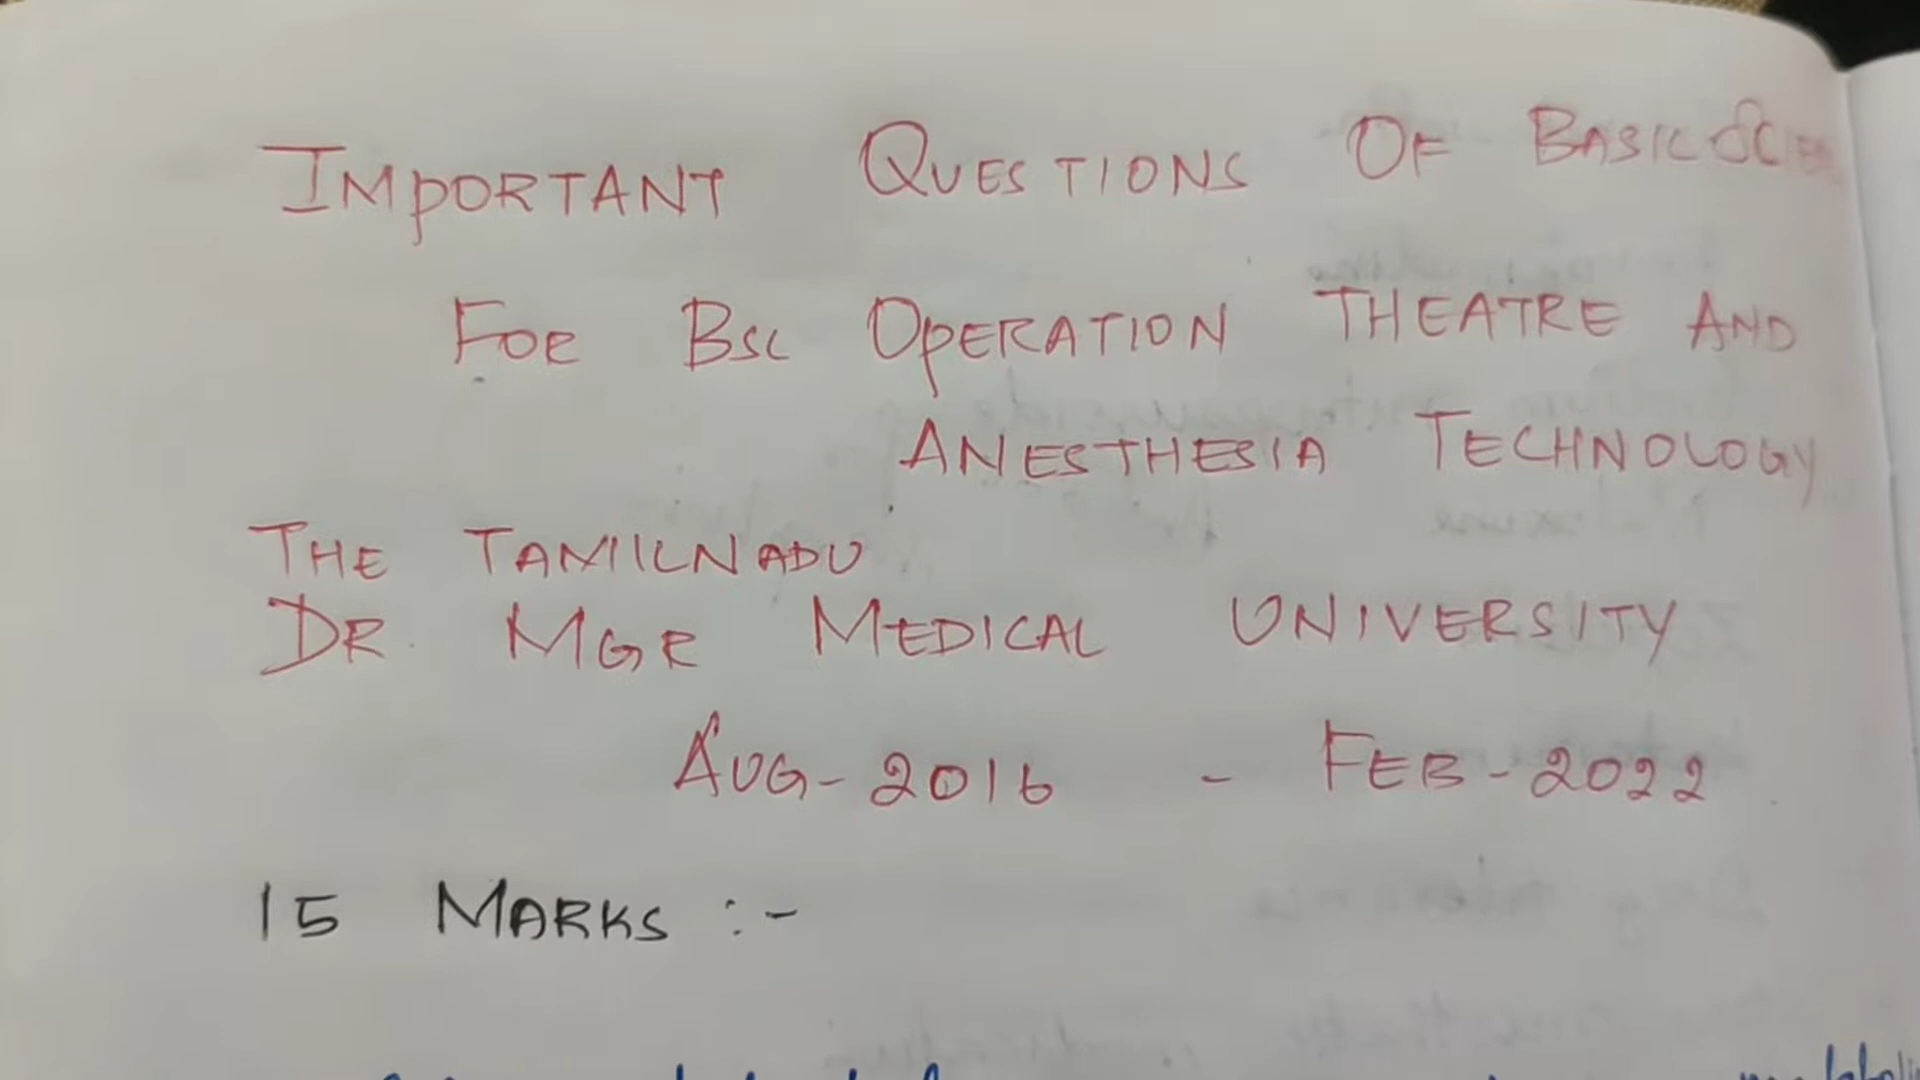 IMPORTANT QUESTIONS OF BASIC SCIEN
FOR BSC OPERATION THEATRE AND
ANESTHESIA TECHNOLOGY
THE TAMILNADU
DR MGR MEDICAL UNIVERSITY
AUG-2016 - FEB-2022
15 MARKS :-